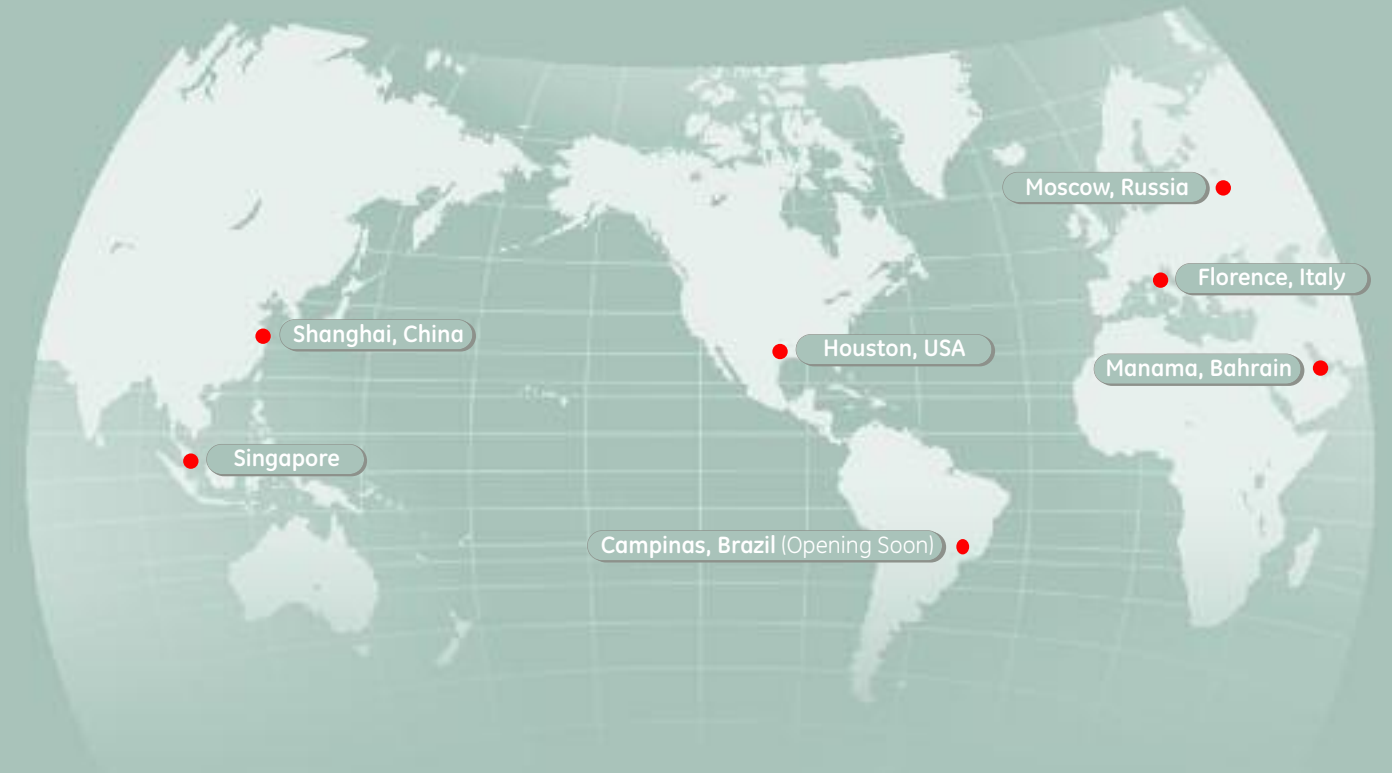 Moscow, Russia
Florence, Italy
Shanghai, China
Houston, USA
Manama, Bahrain
Singapore
Campinas, Brazil (Opening Soon)